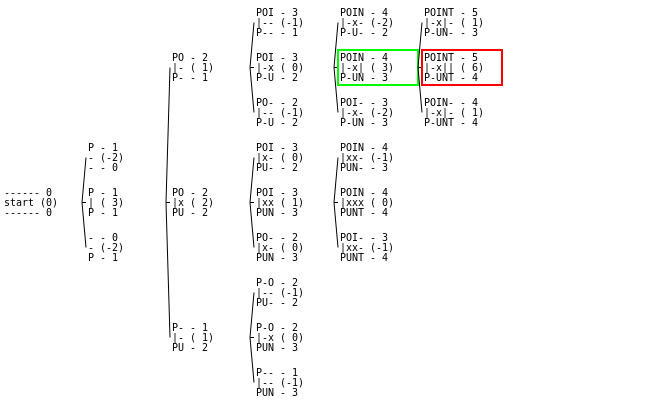 ------ 0
start (0)
------ 0
P - 1
- (-2)
- - 0
P - 1
| ( 3)
P - 1
- - 0
- (-2)
P - 1
PO - 2
|- ( 1)
P- - 1
PO - 2
|x ( 2)
PU - 2
P- - 1
|- ( 1)
PU - 2
POI - 3
|-- (-1)
P-- - 1
POI - 3
|-x ( 0)
P-U - 2
PO- - 2
|-- (-1)
P-U - 2
POI - 3
|x- ( 0)
PU- - 2
POI - 3
|xx ( 1)
PUN - 3
PO- - 2
|x- ( 0)
PUN - 3
P-O - 2
|-- (-1)
PU- - 2
P-O - 2
|-x ( 0)
PUN - 3
P-- - 1
|-- (-1)
PUN - 3
POIN - 4
|-x- (-2)
P-U- - 2
POIN - 4
|-x| ( 3)
P-UN - 3
POI- - 3
|-x- (-2)
P-UN - 3
POIN - 4
|xx- (-1)
PUN- - 3
POIN - 4
|xxx ( 0)
PUNT - 4
POI- - 3
|xx- (-1)
PUNT - 4
POINT - 5
|-x|- ( 1)
P-UN- - 3
POINT - 5
|-x|| ( 6)
P-UNT - 4
POIN- - 4
|-x|- ( 1)
P-UNT - 4